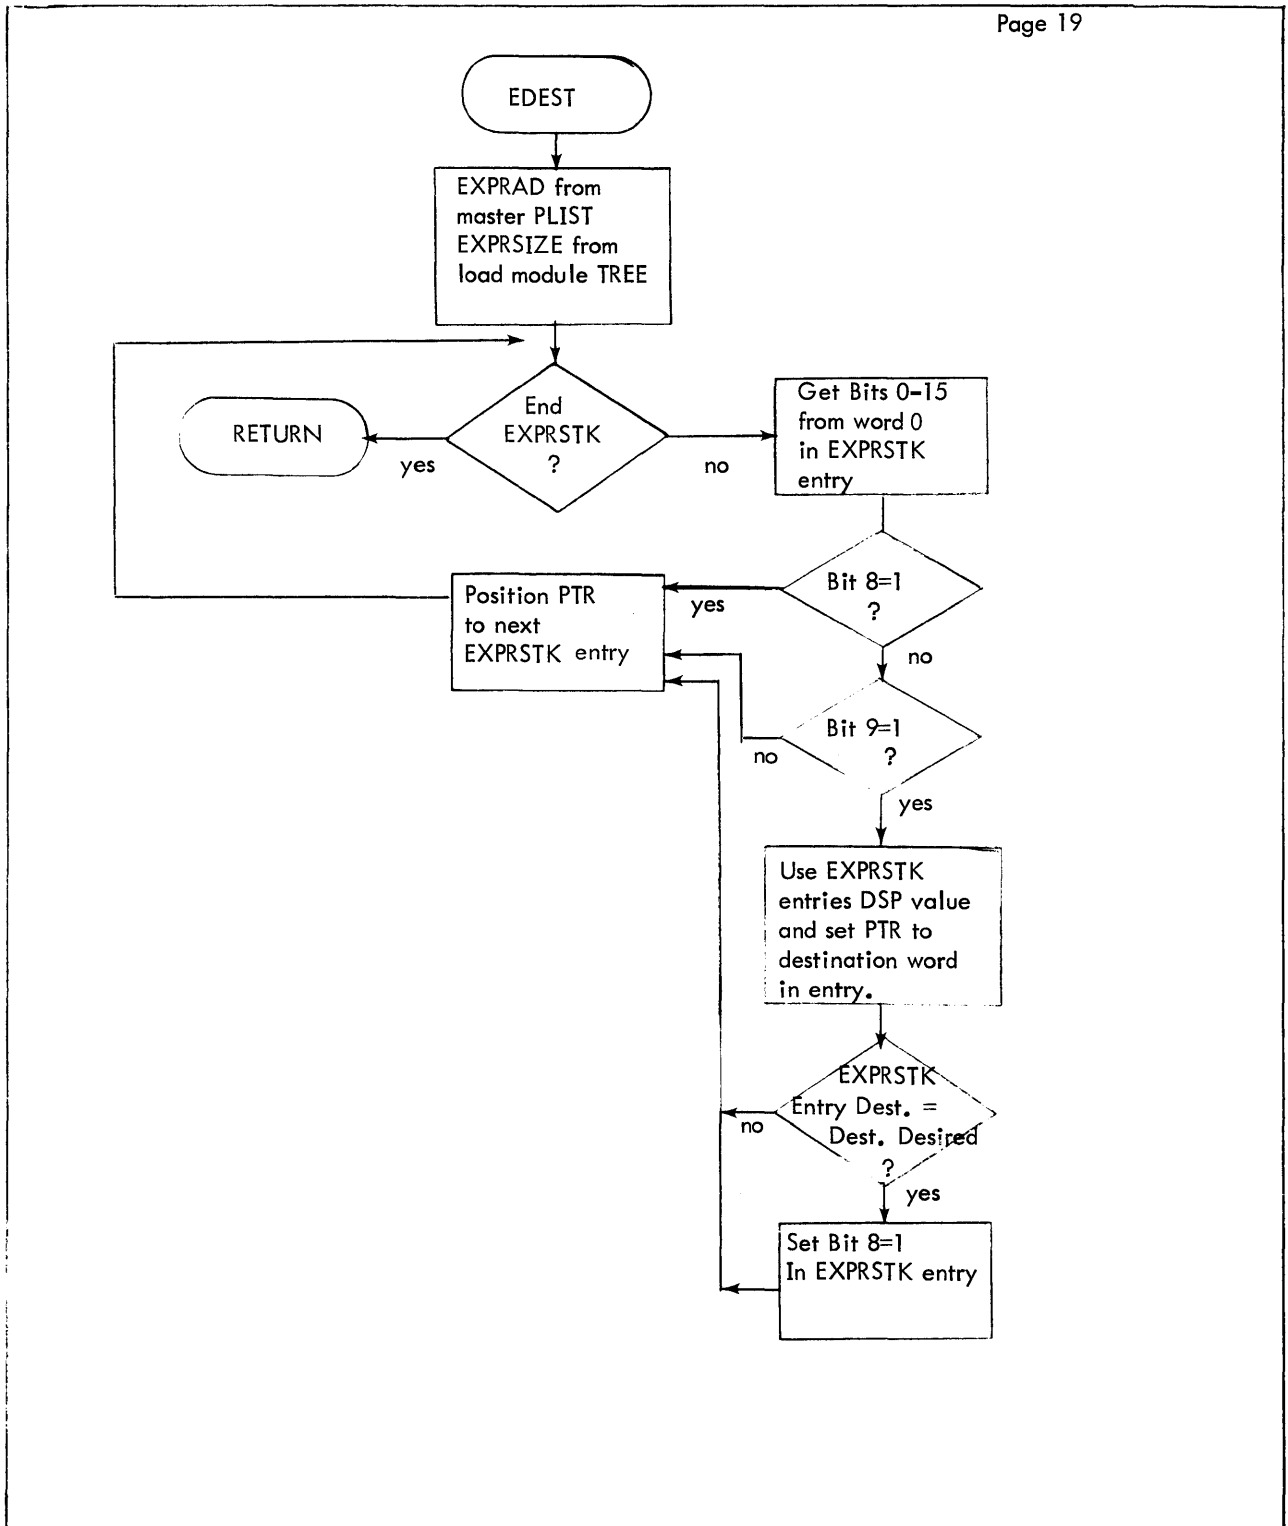 Page 19
EDEST
EXPRAD from
master PLIST
EXPRSIZE from
load module TREE
End
EXPRSTK
?
yes
no
RETURN
Get Bits 0-15
from word 0
in EXPRSTK
entry
Bit 8=1
?
yes
no
Position PTR
to next
EXPRSTK entry
Bit 9=1
?
no
yes
Use EXPRSTK
entries DSP value
and set PTR to
destination word
in entry.
EXPRSTK
Entry Dest. =
Dest. Desired
?
no
yes
Set Bit 8=1
In EXPRSTK entry